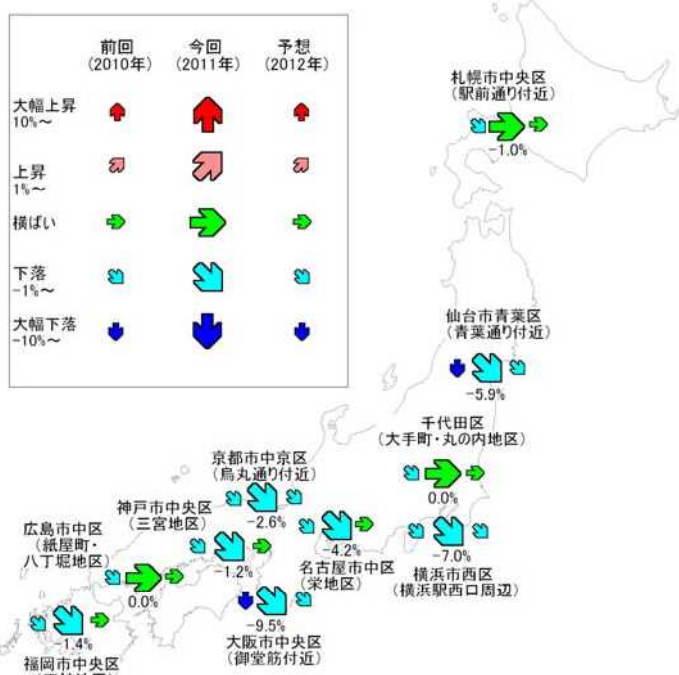 前回
（2010年）
今回
（2011年）
予想
（2012年）
大幅上昇
10%～
上昇
1%～
横ばい
下落
-1%～
大幅下落
-10%～
札幌市中央区
（駅前通り付近）
-1.0%
仙台市青葉区
（青葉通り付近）
-5.9%
千代田区
（大手町・丸の内地区）
0.0%
京都市中京区
（烏丸通り付近）
-2.6%
神戸市中央区
（三宮地区）
-1.2%
広島市中区
（紙屋町・
八丁堀地区）
0.0%
-4.2%
名古屋市中区
（栄地区）
-7.0%
横浜市西区
（横浜駅西口周辺）
-9.5%
大阪市中央区
（御堂筋付近）
-1.4%
福岡市中央区